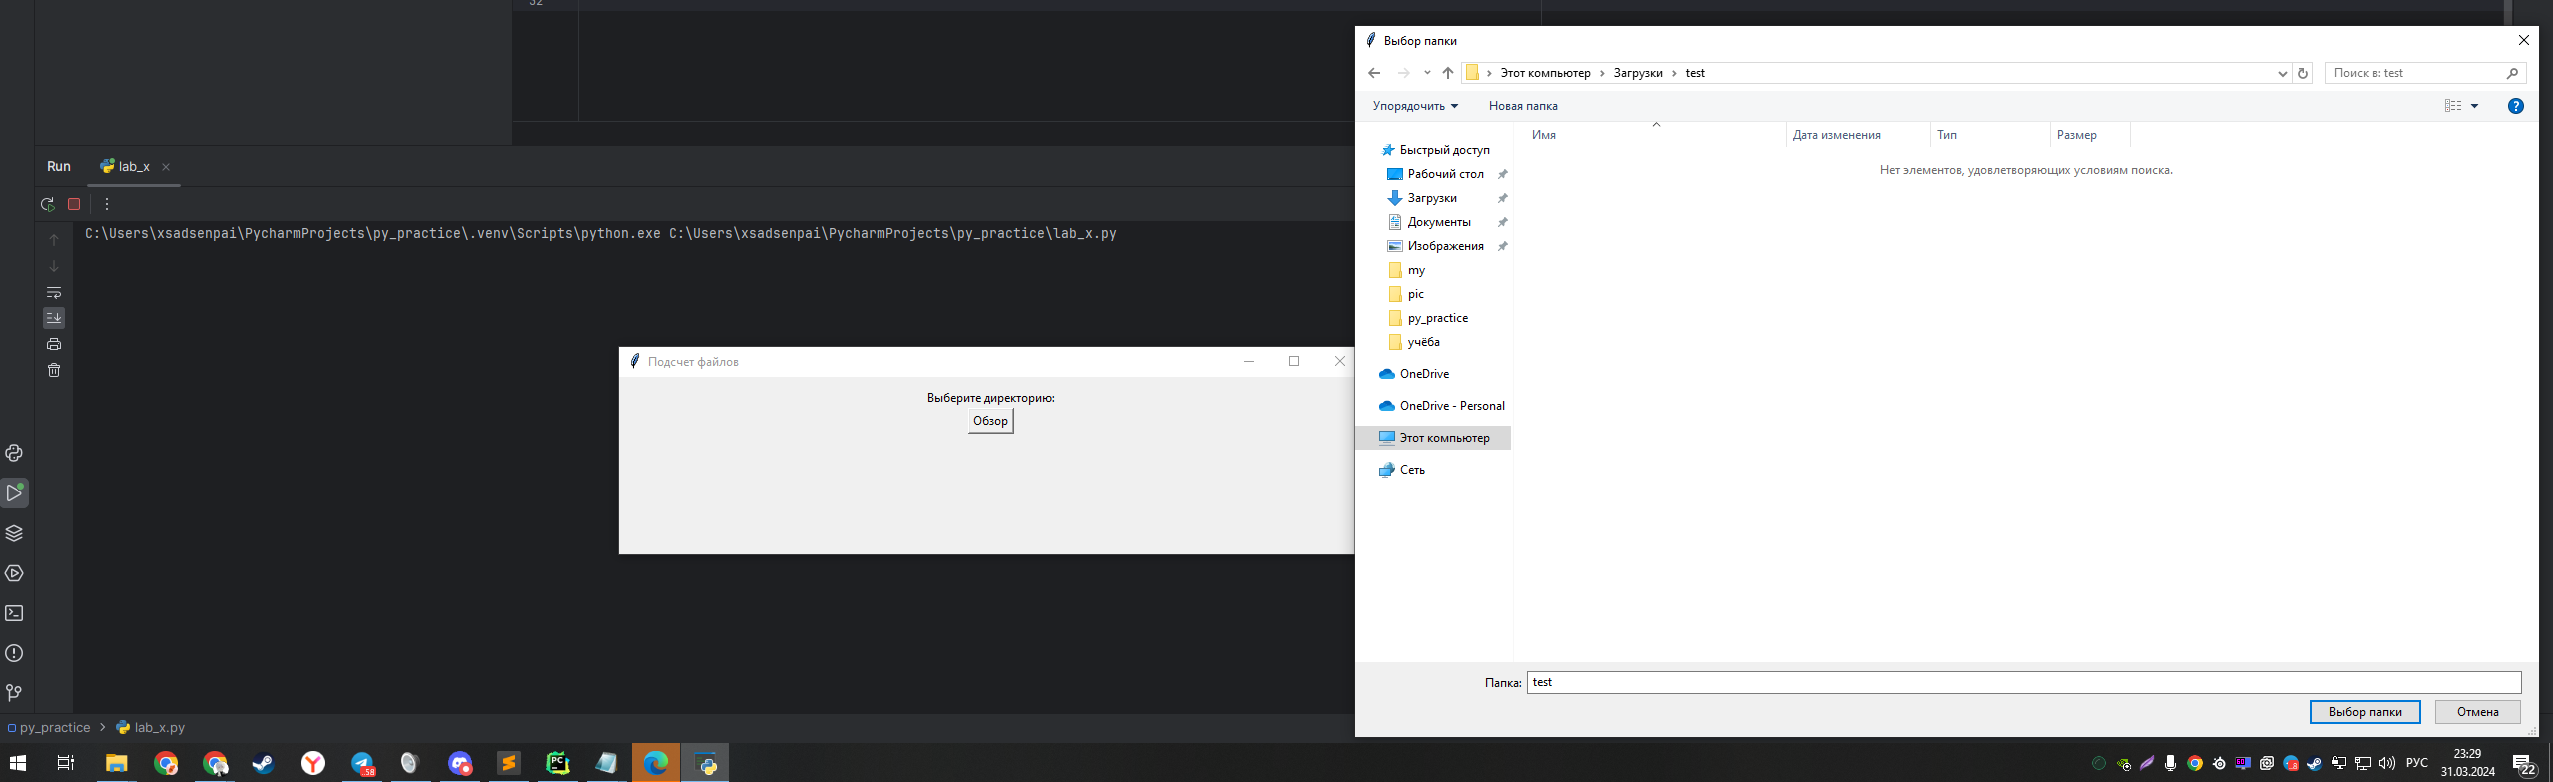 32
Выбор папки
Этот компьютер > Загрузки > test
Поиск в: test
Упорядочить
Новая папка
Имя
Дата изменения
Тип
Размер
Нет элементов, удовлетворяющих условиям поиска.
Быстрый доступ
Рабочий стол
Загрузки
Документы
Изображения
my
pic
py_practice
учёба
OneDrive
OneDrive - Personal
Этот компьютер
Сеть
Папка: test
Выбор папки
Отмена
Run
lab_x
C:\Users\xsadsenpai\PycharmProjects\py_practice\.venv\Scripts\python.exe C:\Users\xsadsenpai\PycharmProjects\py_practice\lab_x.py
Подсчет файлов
Выберите директорию:
Обзор
py_practice > lab_x.py
РУС
23:29
31.03.2024
22